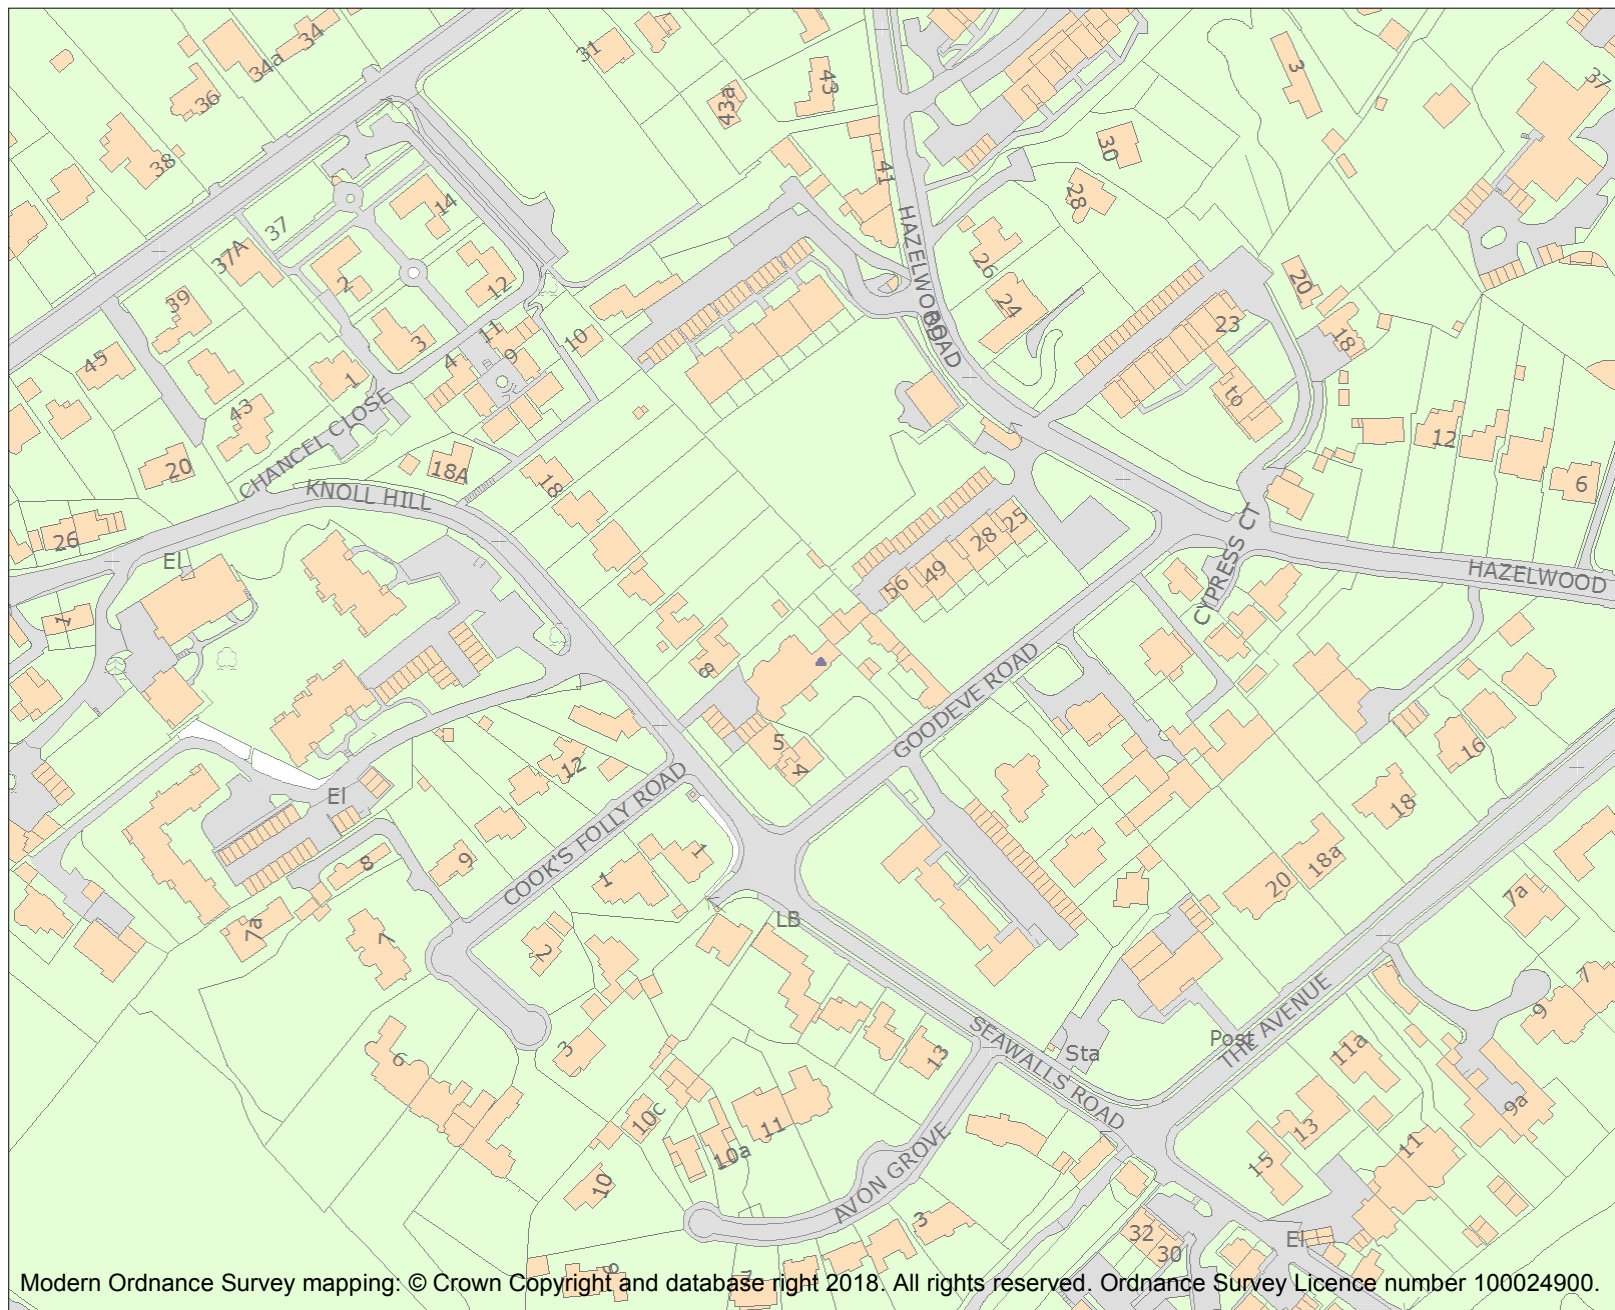 34
34a
31
36
43a
43
3
37
38
30
41
28
14
37
37A
HAZELWOOD
ROAD
26
2
12
20
24
39
11
3
10
23
18
4
9
45
1
to
43
CHANCEL CLOSE
12
20
18A
18
KNOLL HILL
6
25
28
26
El
49
56
CYPRESS CT
HAZELWOOD
1
8
GOODEVE ROAD
5
4
16
12
COOK'S FOLLY ROAD
El
18
1
1
9
8
18a
20
7a
LB
7a
7
2
7
THE AVENUE
9
SEAWALLS ROAD
Post
Sta
3
6
13
11a
10c
11
9a
13
10a
11
15
10
AVON GROVE
3
32
30
El
Modern Ordnance Survey mapping: © Crown Copyright and database right 2018. All rights reserved. Ordnance Survey Licence number 100024900.